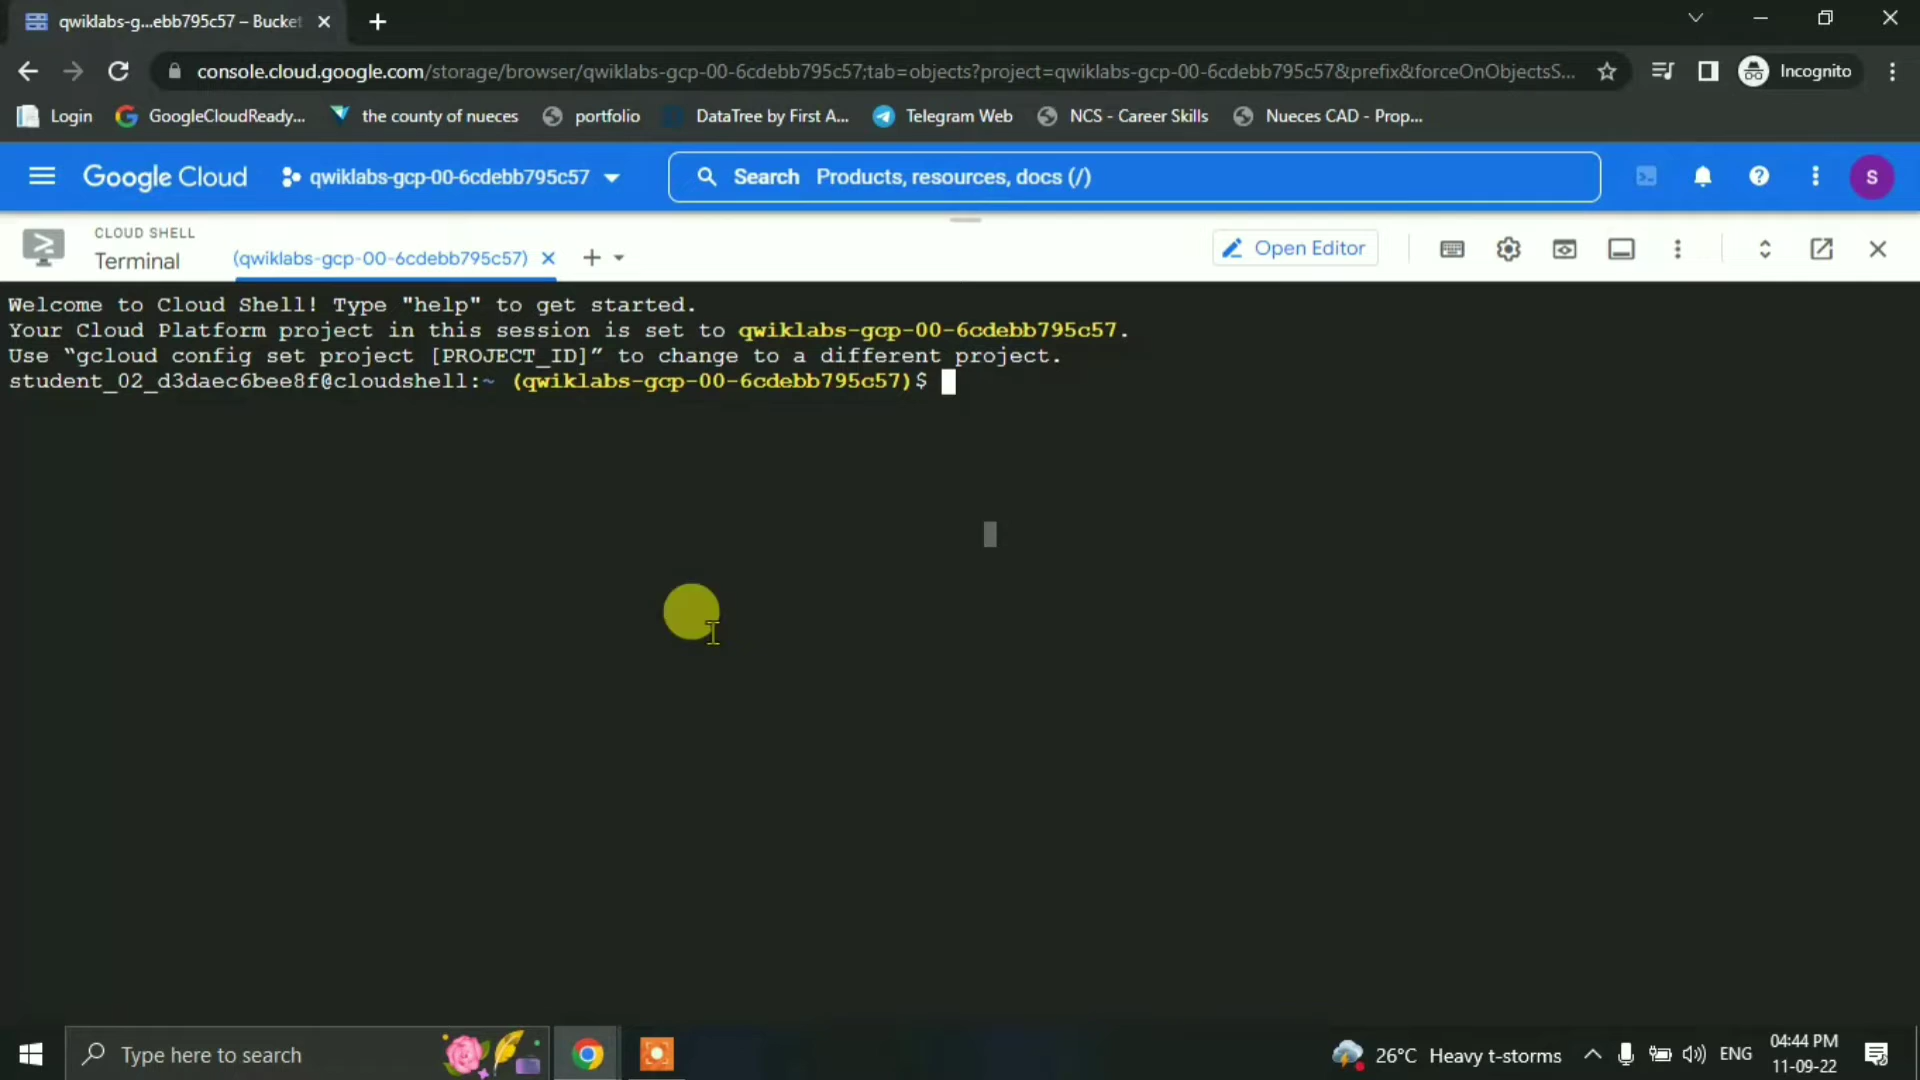 qwiklabs-g...ebb795c57 – Bucket
console.cloud.google.com/storage/browser/qwiklabs-gcp-00-6cdebb795c57;tab=objects?project=qwiklabs-gcp-00-6cdebb795c57&prefix&forceOnObjectsS...
Incognito
Login
GoogleCloudReady...
the county of nueces
portfolio
DataTree by First A...
Telegram Web
NCS - Career Skills
Nueces CAD - Prop...
Google Cloud
qwiklabs-gcp-00-6cdebb795c57
Search Products, resources, docs (/)
S
CLOUD SHELL
Terminal
(qwiklabs-gcp-00-6cdebb795c57)
Open Editor
Welcome to Cloud Shell! Type "help" to get started.
Your Cloud Platform project in this session is set to qwiklabs-gcp-00-6cdebb795c57.
Use “gcloud config set project [PROJECT_ID]” to change to a different project.
student_02_d3daec6bee8f@cloudshell:~ (qwiklabs-gcp-00-6cdebb795c57)$
Type here to search
26°C Heavy t-storms
ENG
04:44 PM
11-09-22